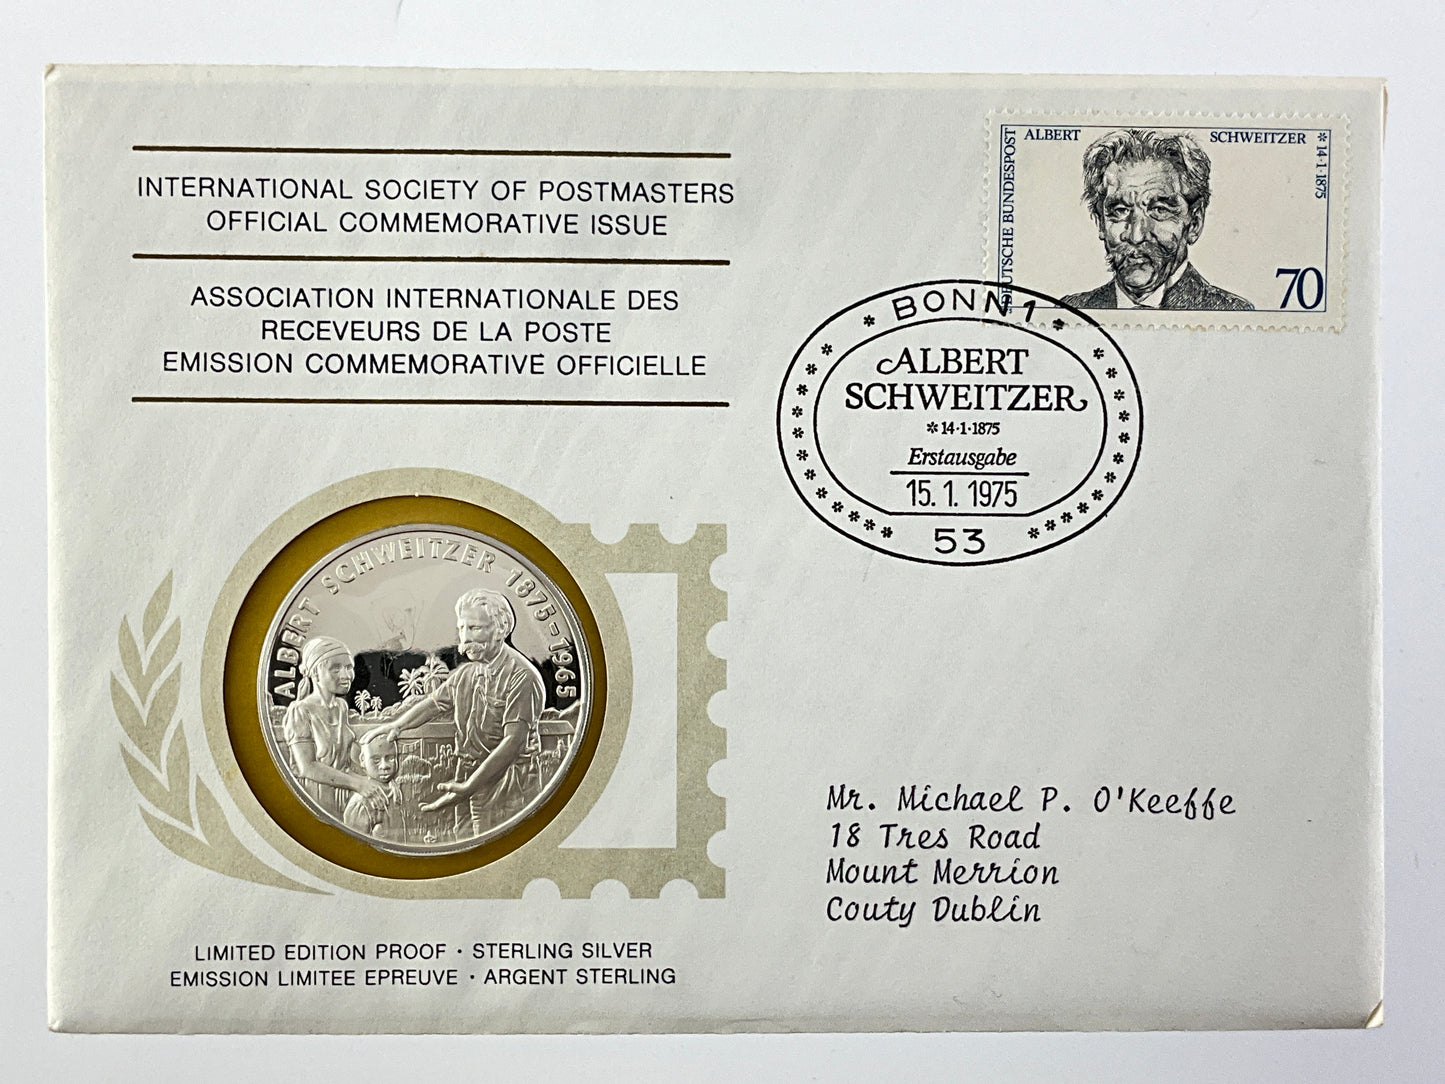 INTERNATIONAL SOCIETY OF POSTMASTERS
OFFICIAL COMMEMORATIVE ISSUE
ASSOCIATION INTERNATIONALE DES
RECEVEURS DE LA POSTE
EMISSION COMMEMORATIVE OFFICIELLE
DEUTSCHE BUNDESPOST
ALBERT SCHWEITZER
* 14·1·1875
70
* BONN 1 *
ALBERT
SCHWEITZER
* 14·1·1875
Erstausgabe
15.1.1975
53
ALBERT SCHWEITZER 1875-1965
Mr. Michael P. O'Keeffe
18 Tres Road
Mount Merrion
Couty Dublin
LIMITED EDITION PROOF · STERLING SILVER
EMISSION LIMITEE EPREUVE · ARGENT STERLING